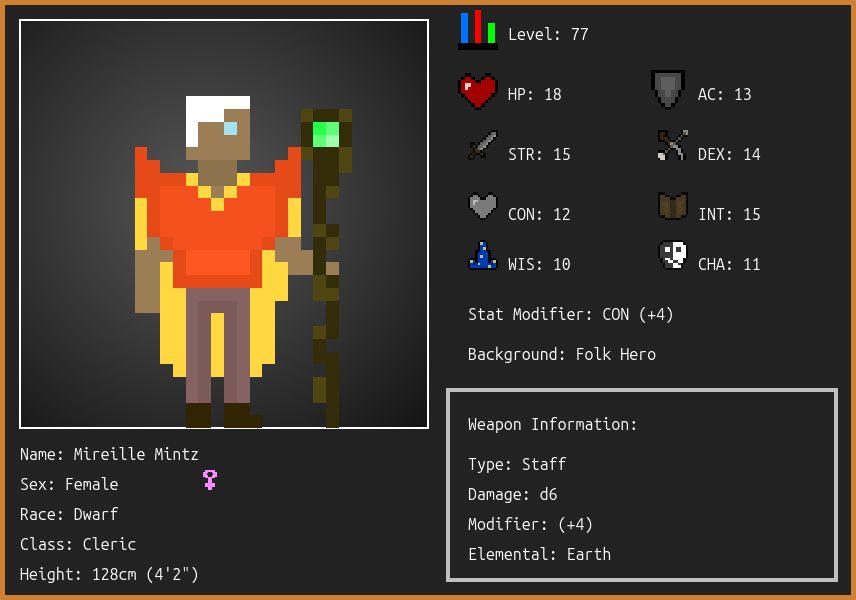 Level: 77
HP: 18
AC: 13
STR: 15
DEX: 14
CON: 12
INT: 15
WIS: 10
CHA: 11
Stat Modifier: CON (+4)
Background: Folk Hero
Weapon Information:
Type: Staff
Damage: d6
Modifier: (+4)
Elemental: Earth
Name: Mireille Mintz
Sex: Female
Race: Dwarf
Class: Cleric
Height: 128cm (4'2")